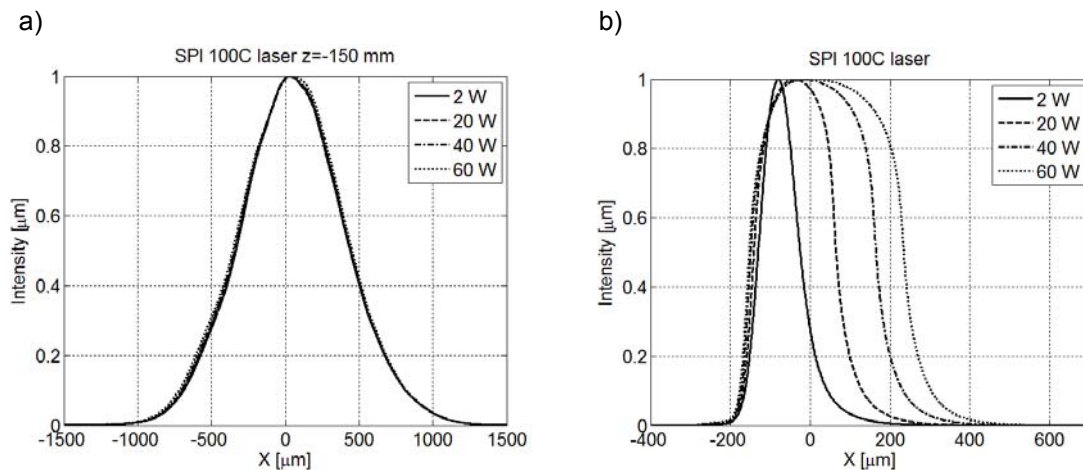 a)
SPI 100C laser z=-150 mm
1
0.8
0.6
0.4
0.2
0
Intensity [μm]
-1500 -1000 -500 0 500 1000 1500
X [μm]
2 W
20 W
40 W
60 W
b)
SPI 100C laser
1
0.8
0.6
0.4
0.2
0
Intensity [μm]
-400 -200 0 200 400 600
X [μm]
2 W
20 W
40 W
60 W